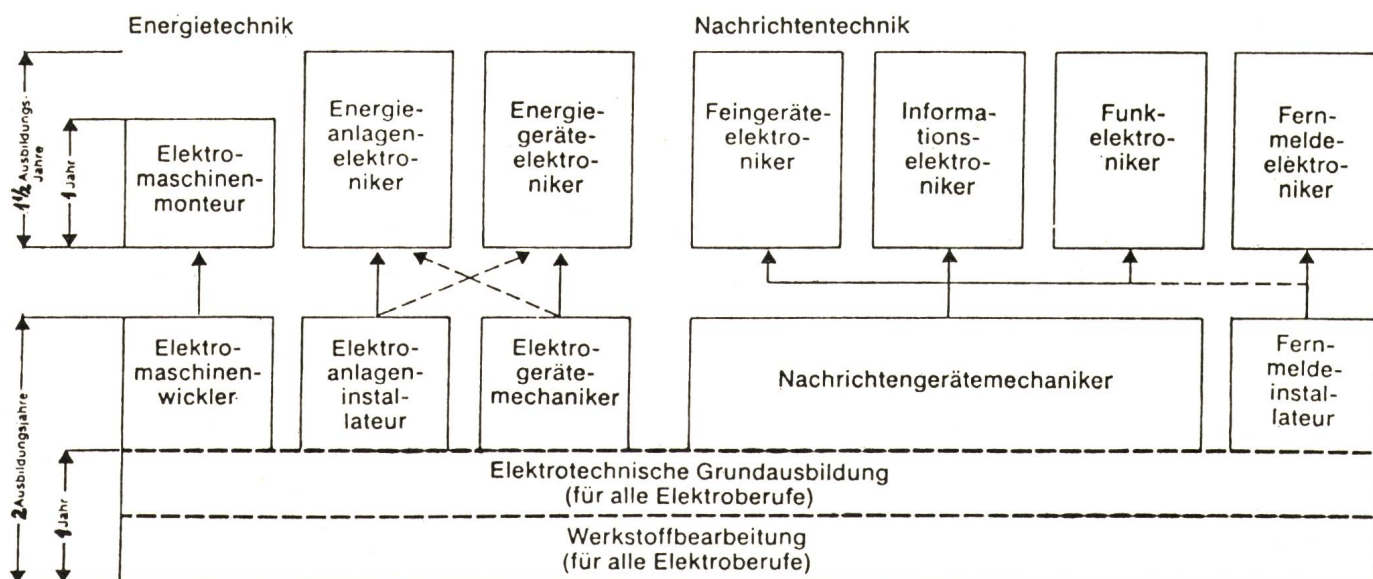 Energietechnik
Nachrichtentechnik
1½ Ausbildungs-
Jahre
1 Jahr
Elektro-
maschinen-
monteur
Energie-
anlagen-
elektro-
niker
Energie-
geräte-
elektro-
niker
Feingeräte-
elektro-
niker
Informa-
tions-
elektro-
niker
Funk-
elektro-
niker
Fern-
melde-
elektro-
niker
2 Ausbildungsjahre
1 Jahr
Elektro-
maschinen-
wickler
Elektro-
anlagen-
instal-
lateur
Elektro-
geräte-
mechaniker
Nachrichtengerätemechaniker
Fern-
melde-
instal-
lateur
Elektrotechnische Grundausbildung
(für alle Elektroberufe)
Werkstoffbearbeitung
(für alle Elektroberufe)